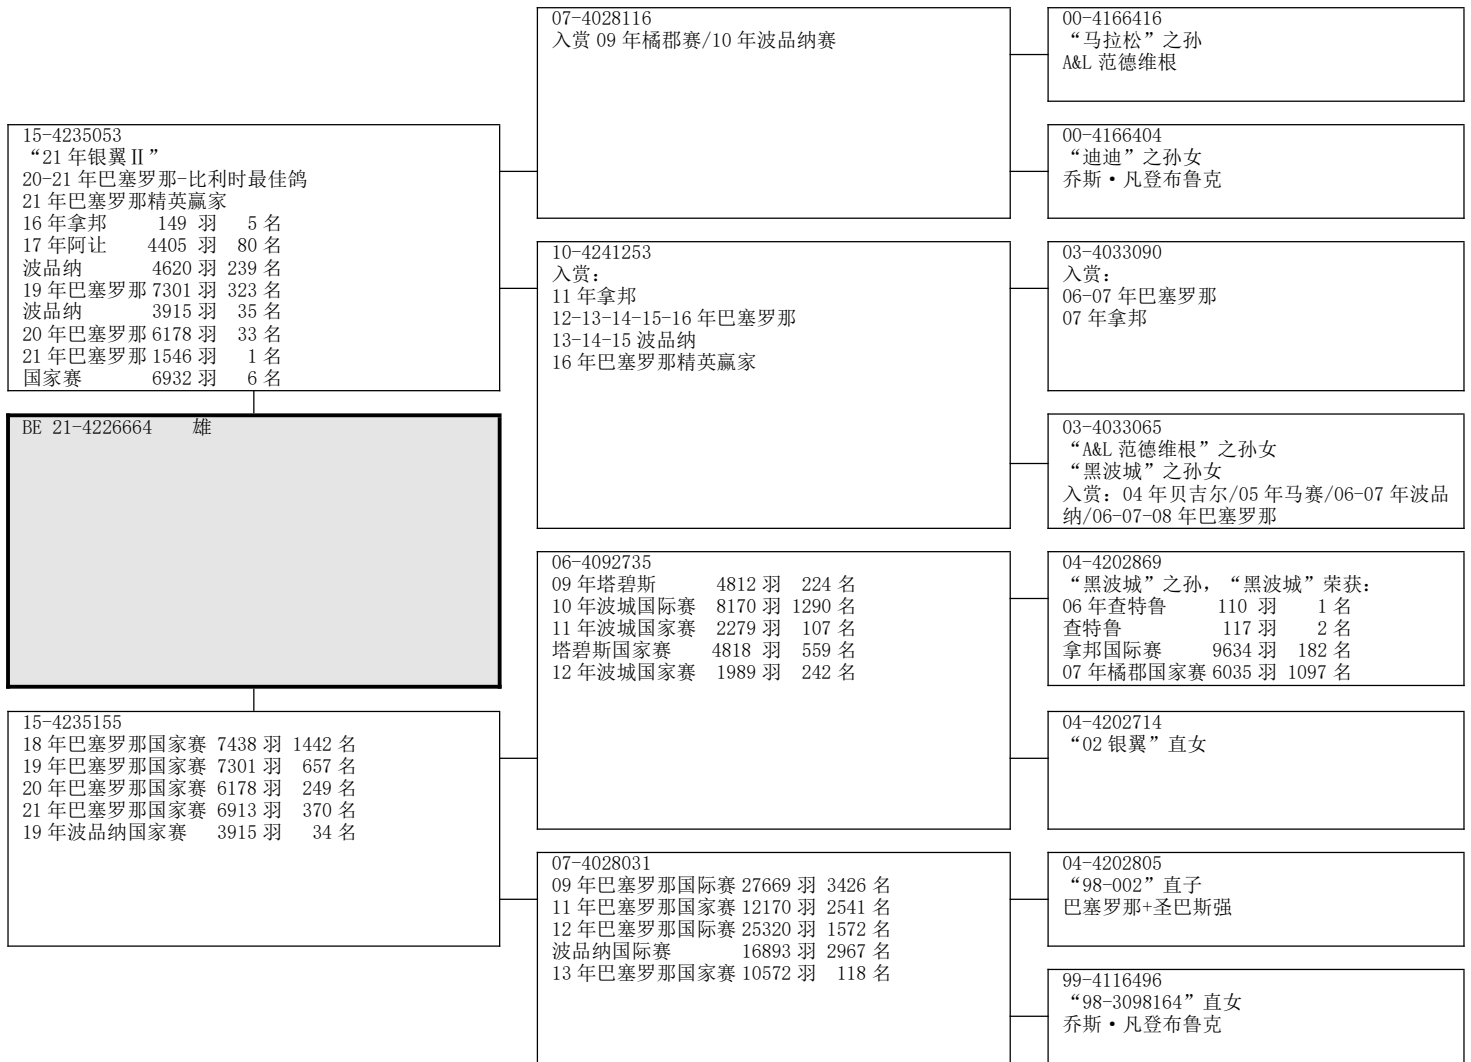 15-4235053
“21 年银翼Ⅱ”
20-21 年巴塞罗那-比利时最佳鸽
21 年巴塞罗那精英赢家
16 年拿邦 149 羽 5 名
17 年阿让 4405 羽 80 名
波品纳 4620 羽 239 名
19 年巴塞罗那 7301 羽 323 名
波品纳 3915 羽 35 名
20 年巴塞罗那 6178 羽 33 名
21 年巴塞罗那 1546 羽 1 名
国家赛 6932 羽 6 名
BE 21-4226664 雄
15-4235155
18 年巴塞罗那国家赛 7438 羽 1442 名
19 年巴塞罗那国家赛 7301 羽 657 名
20 年巴塞罗那国家赛 6178 羽 249 名
21 年巴塞罗那国家赛 6913 羽 370 名
19 年波品纳国家赛 3915 羽 34 名
07-4028116
入赏 09 年橘郡赛/10 年波品纳赛
10-4241253
入赏：
11 年拿邦
12-13-14-15-16 年巴塞罗那
13-14-15 波品纳
16 年巴塞罗那精英赢家
06-4092735
09 年塔碧斯 4812 羽 224 名
10 年波城国际赛 8170 羽 1290 名
11 年波城国家赛 2279 羽 107 名
塔碧斯国家赛 4818 羽 559 名
12 年波城国家赛 1989 羽 242 名
07-4028031
09 年巴塞罗那国际赛 27669 羽 3426 名
11 年巴塞罗那国家赛 12170 羽 2541 名
12 年巴塞罗那国际赛 25320 羽 1572 名
波品纳国际赛 16893 羽 2967 名
13 年巴塞罗那国家赛 10572 羽 118 名
00-4166416
“马拉松”之孙
A&L 范德维根
00-4166404
“迪迪”之孙女
乔斯·凡登布鲁克
03-4033090
入赏：
06-07 年巴塞罗那
07 年拿邦
03-4033065
“A&L 范德维根”之孙女
“黑波城”之孙女
入赏：04 年贝吉尔/05 年马赛/06-07 年波品
纳/06-07-08 年巴塞罗那
04-4202869
“黑波城”之孙，“黑波城”荣获：
06 年查特鲁 110 羽 1 名
查特鲁 117 羽 2 名
拿邦国际赛 9634 羽 182 名
07 年橘郡国家赛 6035 羽 1097 名
04-4202714
“02 银翼”直女
04-4202805
“98-002”直子
巴塞罗那+圣巴斯强
99-4116496
“98-3098164”直女
乔斯·凡登布鲁克